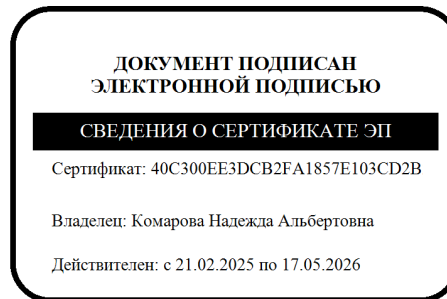 ДОКУМЕНТ ПОДПИСАН
ЭЛЕКТРОННОЙ ПОДПИСЬЮ
СВЕДЕНИЯ О СЕРТИФИКАТЕ ЭП
Сертификат: 40C300EE3DCB2FA1857E103CD2B
Владелец: Комарова Надежда Альбертовна
Действителен: с 21.02.2025 по 17.05.2026